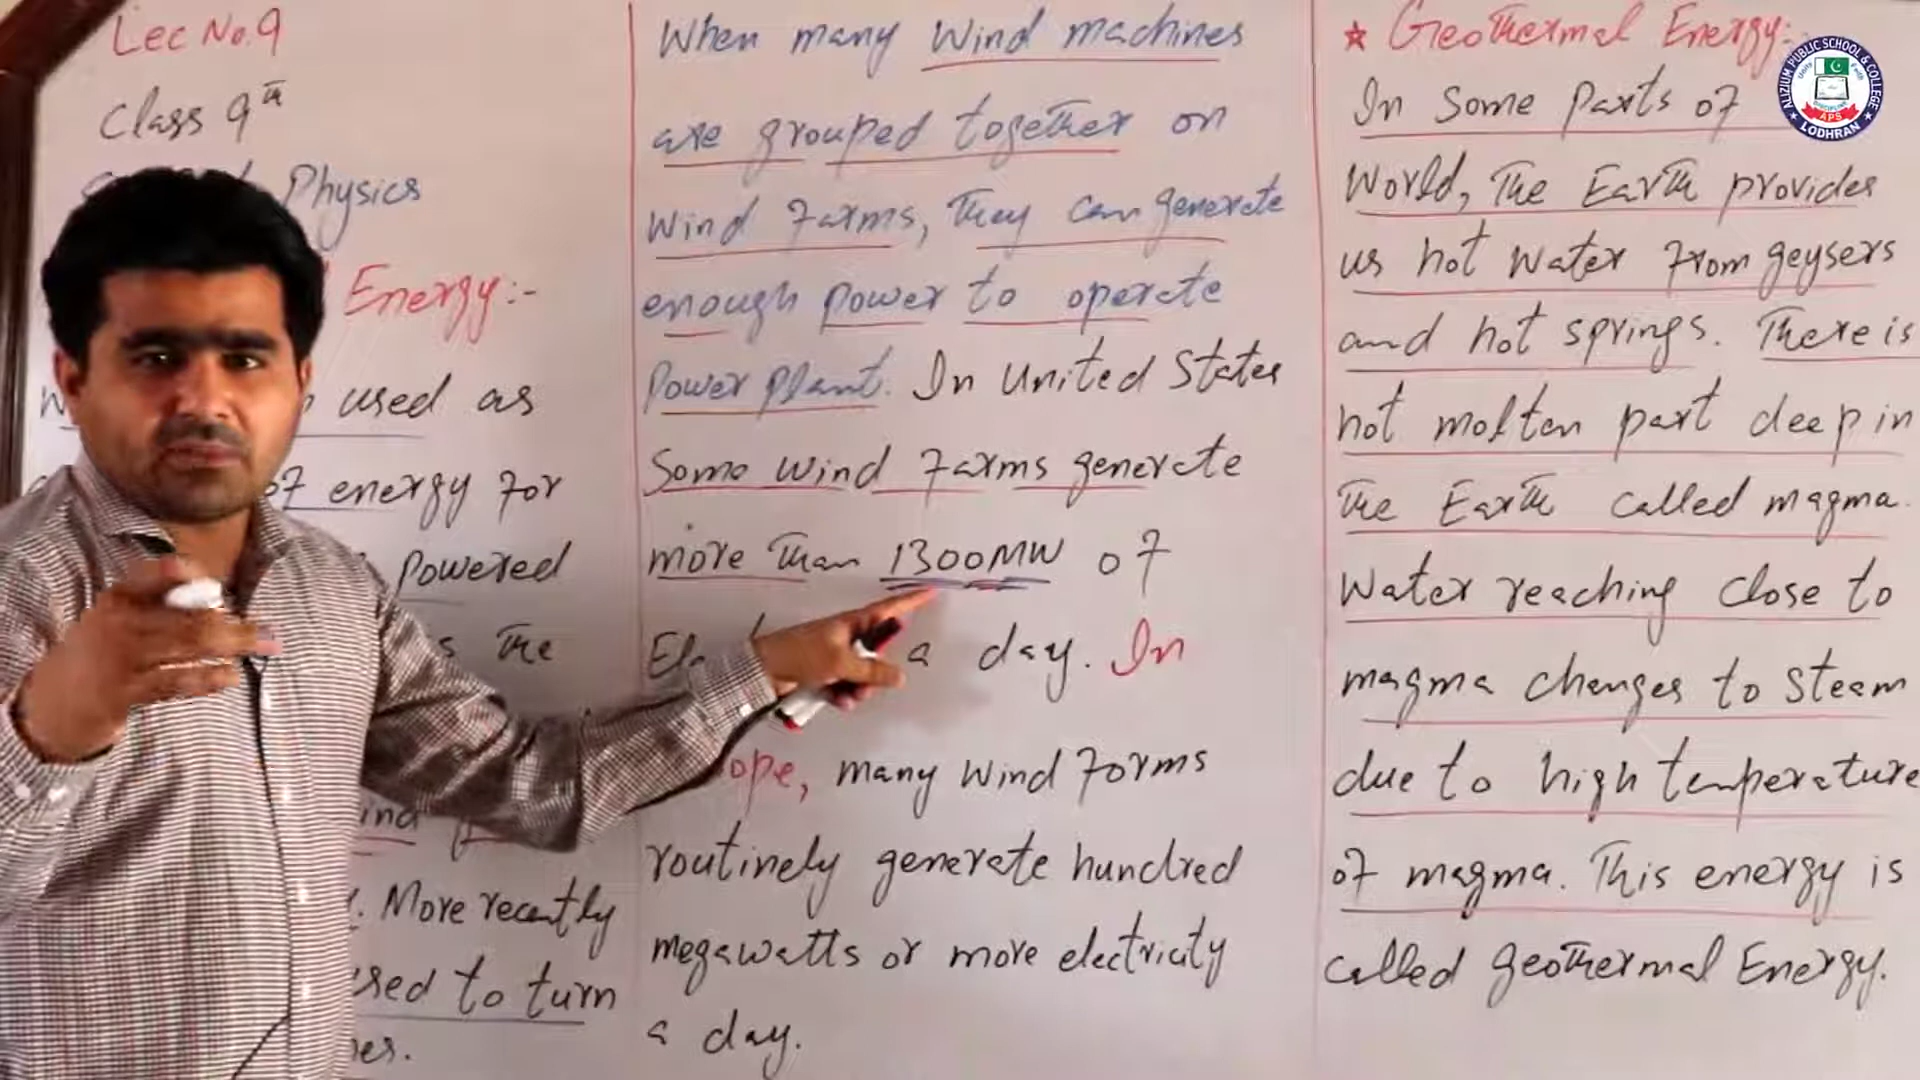 Lec No.9
Class 9th
Physics
Energy:-
used as
of energy for
powered
the
More recently
used to turn
When many Wind machines
are grouped together on
Wind farms, they can generate
enough power to operate
Power plant. In United States
Some wind farms generate
more than 1300MW of
a day. In
ope, many wind forms
routinely generate hundred
megawatts or more electricity
a day.
★ Geothermal Energy:-
In some parts of
World, the Earth provides
us hot water from geysers
and hot springs. There is
hot molten part deep in
the Earth called magma.
Water reaching close to
magma changes to steam
due to high temperature
of magma. This energy is
called geothermal Energy.
ALIZIUM PUBLIC SCHOOL & COLLEGE
APS
LODHRAN